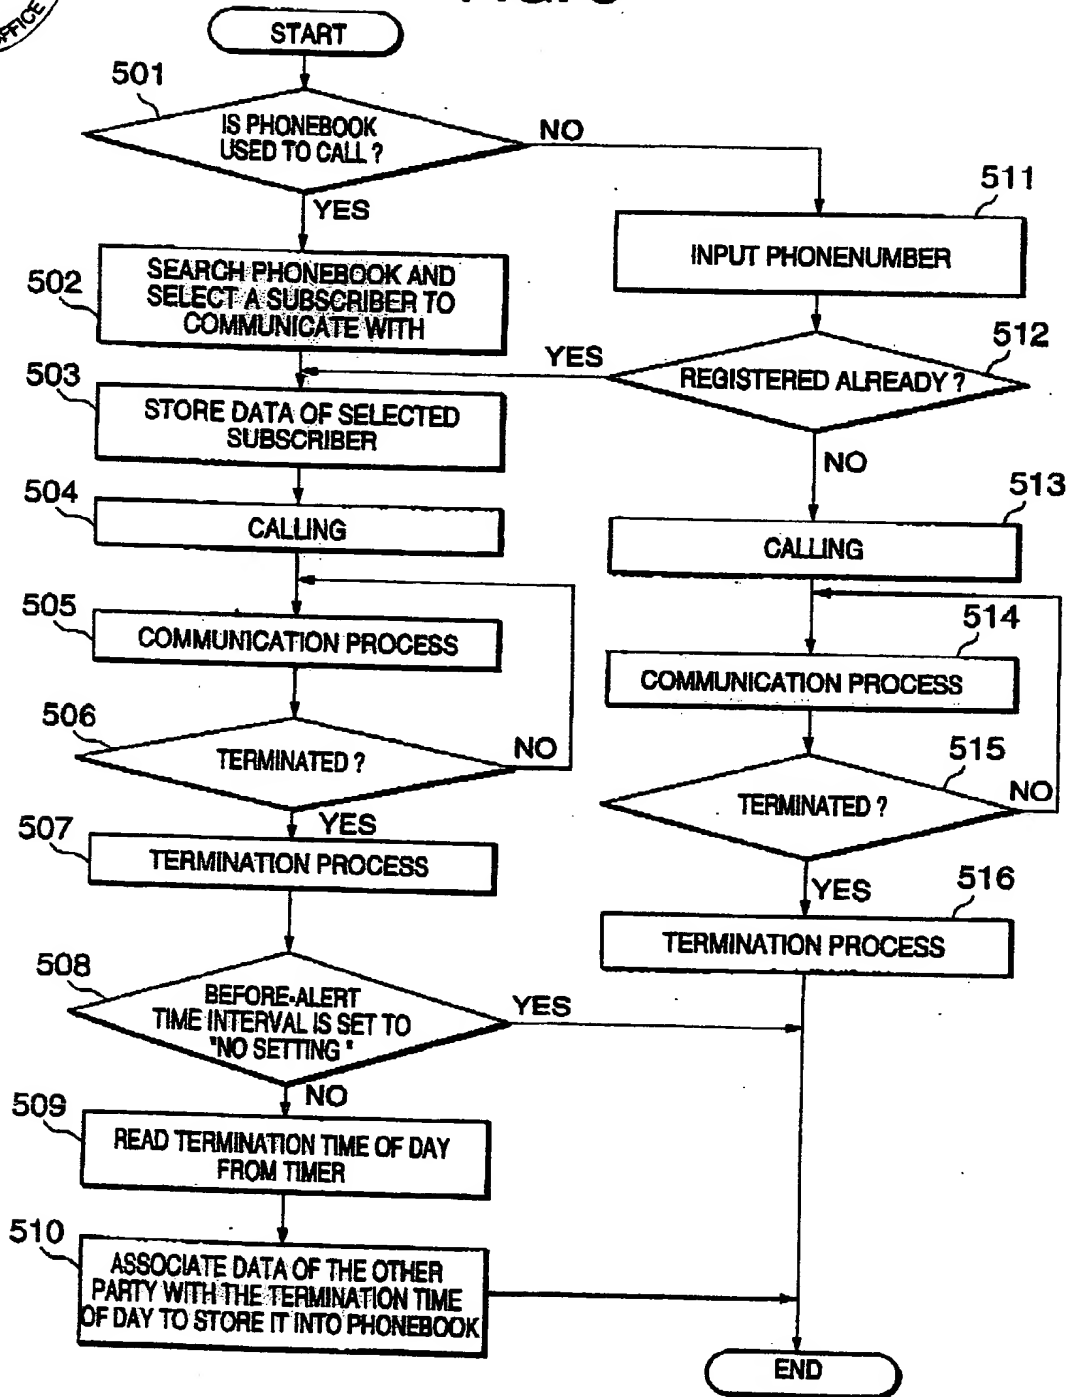 OFFICE
START
501
IS PHONEBOOK
USED TO CALL ?
NO
YES
511
INPUT PHONENUMBER
502
SEARCH PHONEBOOK AND
SELECT A SUBSCRIBER TO
COMMUNICATE WITH
512
REGISTERED ALREADY ?
YES
NO
503
STORE DATA OF SELECTED
SUBSCRIBER
504
CALLING
513
CALLING
505
COMMUNICATION PROCESS
514
COMMUNICATION PROCESS
506
TERMINATED ?
NO
YES
515
TERMINATED ?
NO
YES
507
TERMINATION PROCESS
516
TERMINATION PROCESS
508
BEFORE-ALERT
TIME INTERVAL IS SET TO
"NO SETTING"
YES
NO
509
READ TERMINATION TIME OF DAY
FROM TIMER
510
ASSOCIATE DATA OF THE OTHER
PARTY WITH THE TERMINATION TIME
OF DAY TO STORE IT INTO PHONEBOOK
END